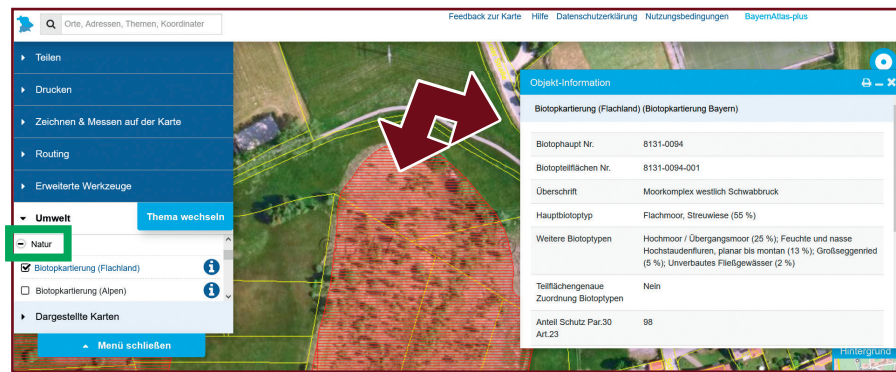 Orte, Adressen, Themen, Koordinaten
Feedback zur Karte Hilfe Datenschutzerklärung Nutzungsbedingungen BayernAtlas-plus
Teilen
Drucken
Zeichnen & Messen auf der Karte
Routing
Erweiterte Werkzeuge
Umwelt Thema wechseln
Natur
Biotopkartierung (Flachland)
Biotopkartierung (Alpen)
Dargestellte Karten
Menü schließen
Objekt-Information
Biotopkartierung (Flachland) (Biotopkartierung Bayern)
Biotophaupt Nr. 8131-0094
Biotopteilflächen Nr. 8131-0094-001
Überschrift Moorkomplex westlich Schwabbruck
Hauptbiotoptyp Flachmoor, Streuwiese (55 %)
Weitere Biotoptypen Hochmoor / Übergangsmoor (25 %); Feuchte und nasse
Hochstaudenfluren, planar bis montan (13 %); Großseggenried
(5 %); Unverbautes Fließgewässer (2 %)
Teilflächengenaue Nein
Zuordnung Biotoptypen
Anteil Schutz Par.30 98
Art.23
Hintergrund